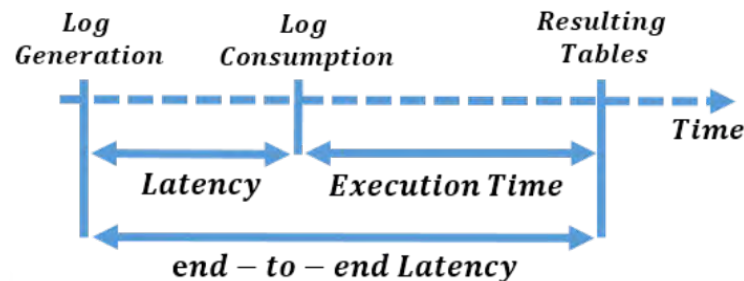 Log
Generation
Log
Consumption
Resulting
Tables
Time
Latency
Execution Time
end – to – end Latency